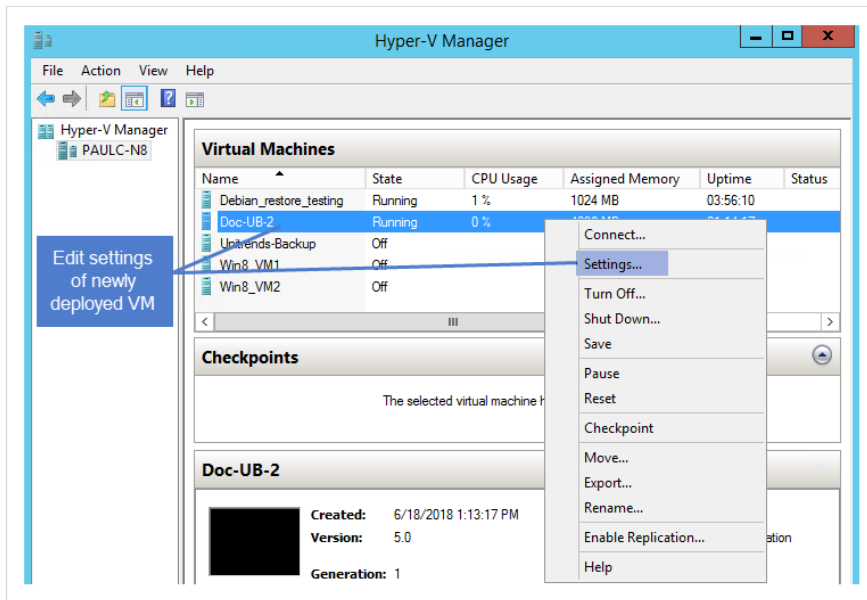 Hyper-V Manager
File Action View Help
Hyper-V Manager
PAULC-N8
Virtual Machines
Name State CPU Usage Assigned Memory Uptime Status
Debian_restore_testing Running 1 % 1024 MB 03:56:10
Doc-UB-2 Running 0 %
Unitrends-Backup Off
Win8_VM1 Off
Win8_VM2 Off
Edit settings
of newly
deployed VM
Connect...
Settings...
Turn Off...
Shut Down...
Save
Pause
Reset
Checkpoint
Move...
Export...
Rename...
Enable Replication...
Help
Checkpoints
The selected virtual machine
Doc-UB-2
Created: 6/18/2018 1:13:17 PM
Version: 5.0
Generation: 1